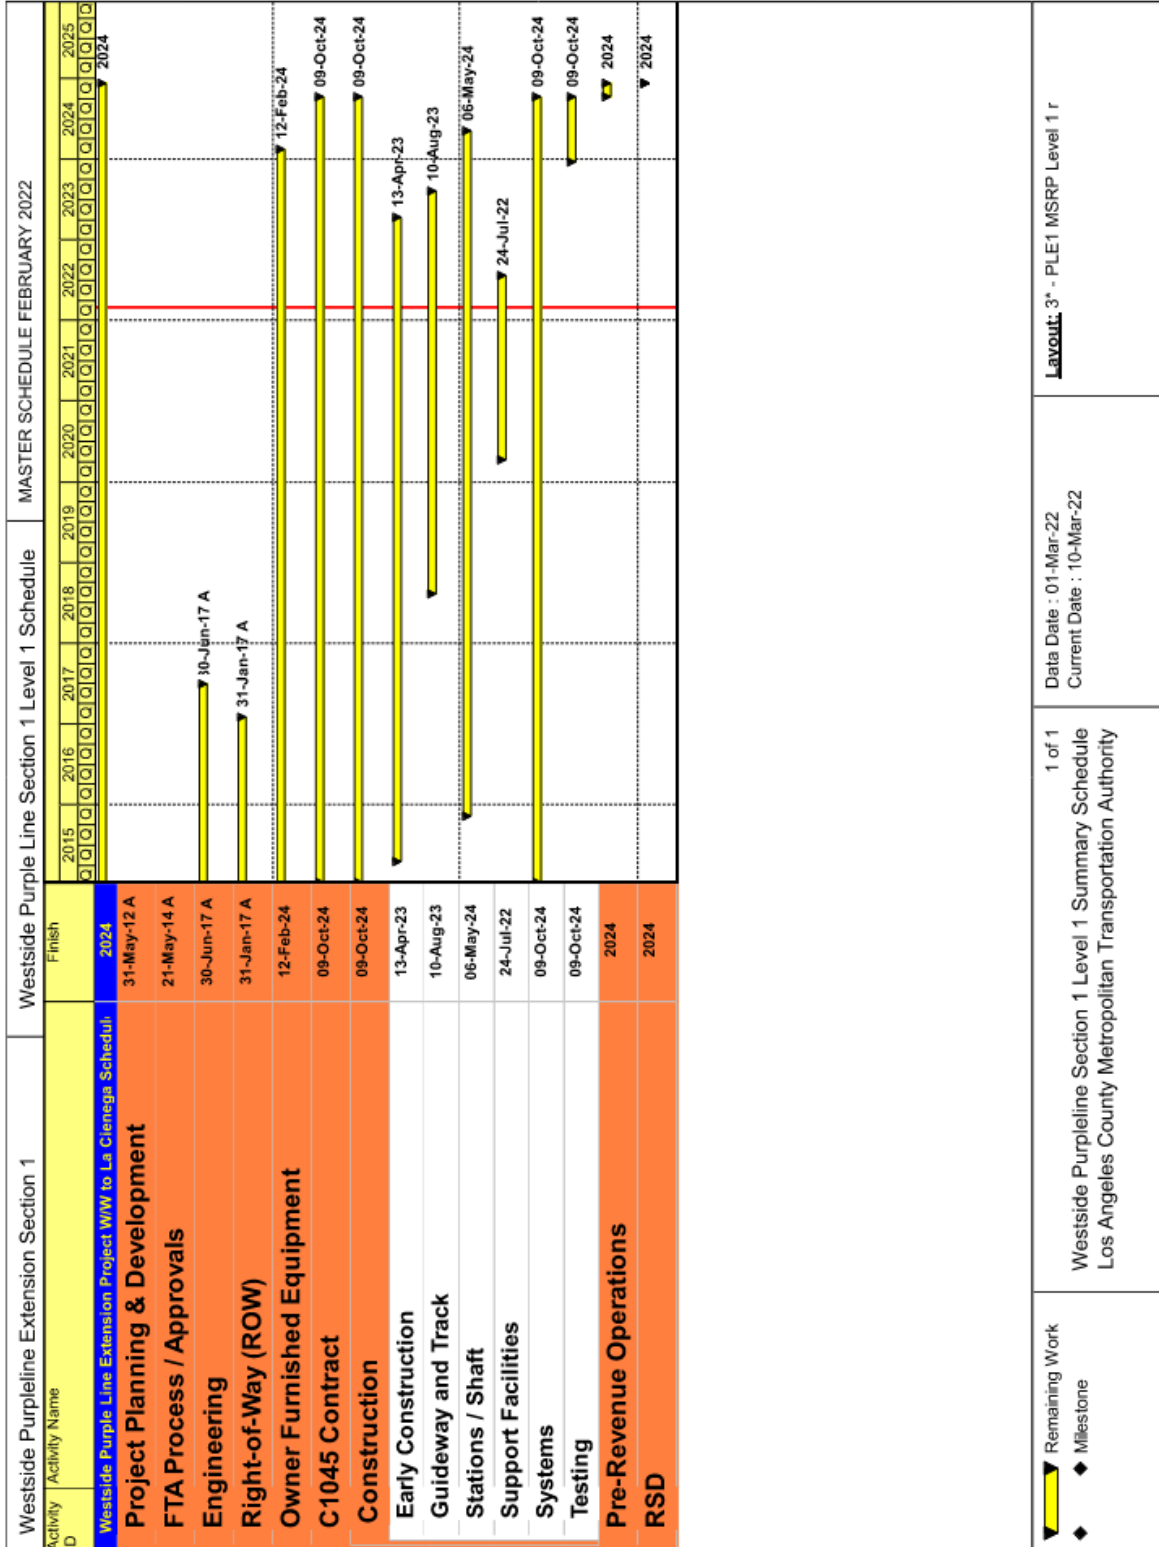 Westside Purpleline Extension Section 1
Westside Purple Line Section 1 Level 1 Schedule
MASTER SCHEDULE FEBRUARY 2022
Activity Name
Finish
2015 2016 2017 2018 2019 2020 2021 2022 2023 2024 2025
Q Q Q Q Q Q Q Q Q Q Q Q Q Q Q Q Q Q Q Q Q Q Q Q Q Q Q Q Q Q Q Q Q Q Q Q Q Q Q Q Q Q Q Q
Westside Purple Line Extension Project W/W to La Cienega Schedul 2024 2024
Project Planning & Development 31-May-12 A
FTA Process / Approvals 21-May-14 A
Engineering 30-Jun-17 A 30-Jun-17 A
Right-of-Way (ROW) 31-Jan-17 A 31-Jan-17 A
Owner Furnished Equipment 12-Feb-24 12-Feb-24
C1045 Contract 09-Oct-24 09-Oct-24
Construction 09-Oct-24 09-Oct-24
Early Construction 13-Apr-23 13-Apr-23
Guideway and Track 10-Aug-23 10-Aug-23
Stations / Shaft 06-May-24 06-May-24
Support Facilities 24-Jul-22 24-Jul-22
Systems 09-Oct-24 09-Oct-24
Testing 09-Oct-24 09-Oct-24
Pre-Revenue Operations 2024 2024
RSD 2024 2024
Remaining Work
Milestone
1 of 1
Westside Purpleline Section 1 Level 1 Summary Schedule
Los Angeles County Metropolitan Transportation Authority
Data Date : 01-Mar-22
Current Date : 10-Mar-22
Layout: 3* - PLE1 MSRP Level 1 r